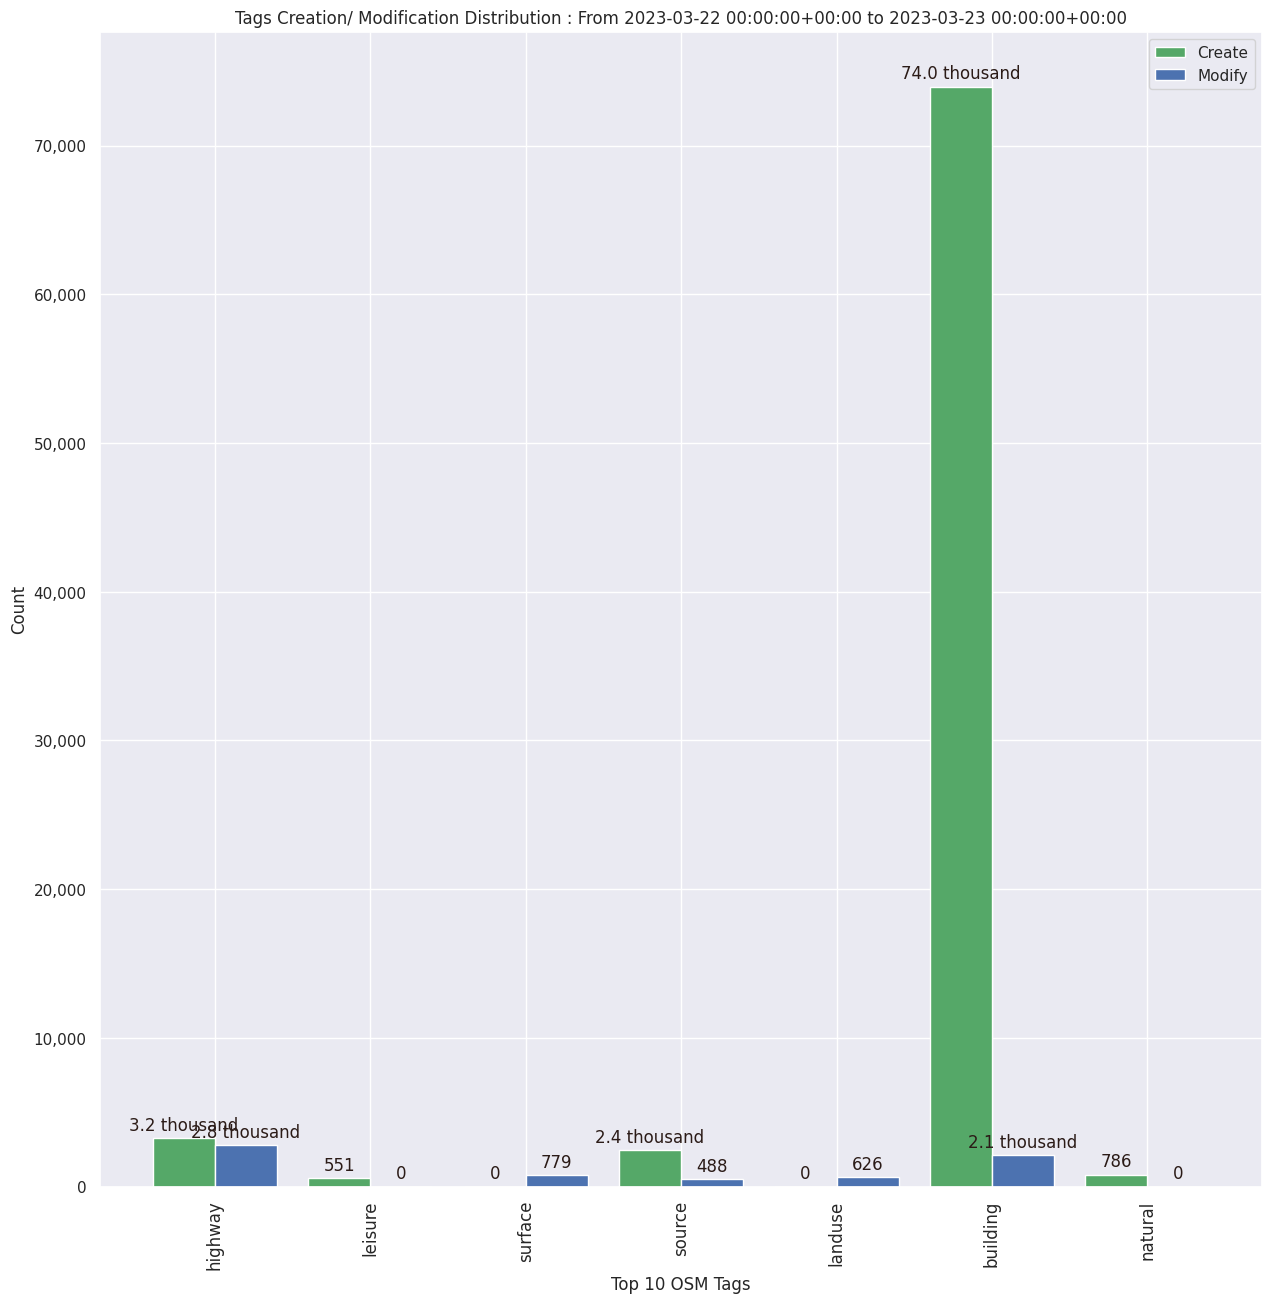 Tags Creation/ Modification Distribution : From 2023-03-22 00:00:00+00:00 to 2023-03-23 00:00:00+00:00
Create
Modify
74.0 thousand
70,000
60,000
50,000
40,000
30,000
20,000
10,000
0
Count
3.2 thousand
2.8 thousand
551
0
0
779
2.4 thousand
488
0
626
2.1 thousand
786
0
highway
leisure
surface
source
landuse
building
natural
Top 10 OSM Tags